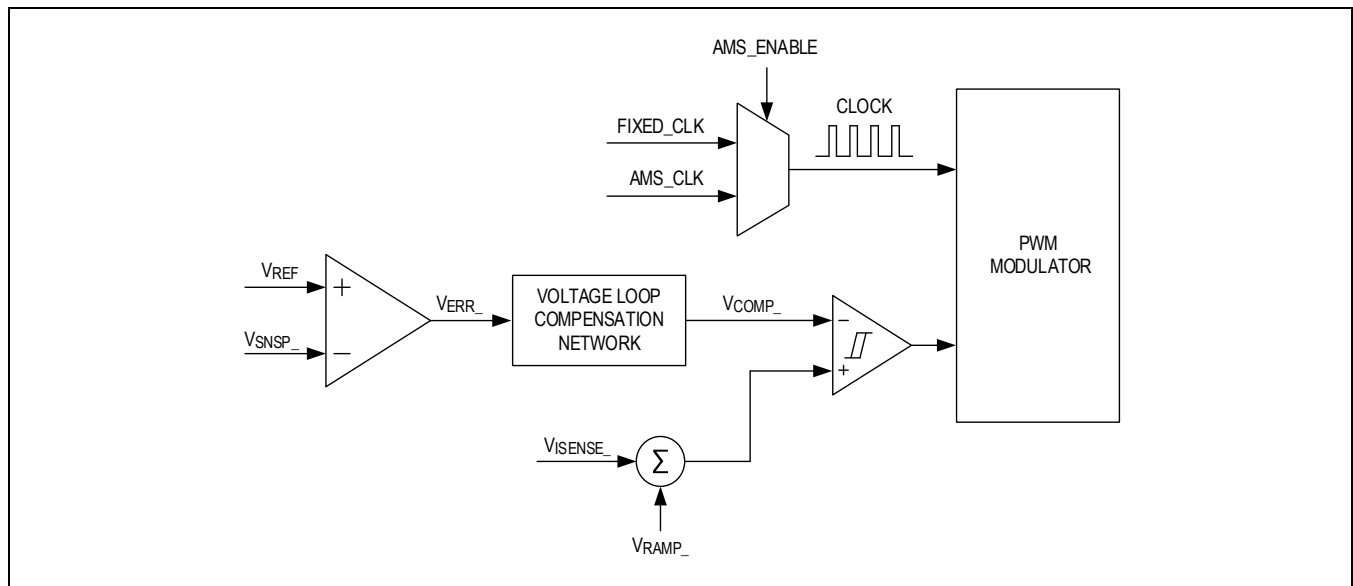 AMS_ENABLE
CLOCK
FIXED_CLK
AMS_CLK
PWM
MODULATOR
VREF
+
VERR_
VOLTAGE LOOP
COMPENSATION
NETWORK
VCOMP_
−
VSNSP_
−
+
VISENSE_
Σ
VRAMP_